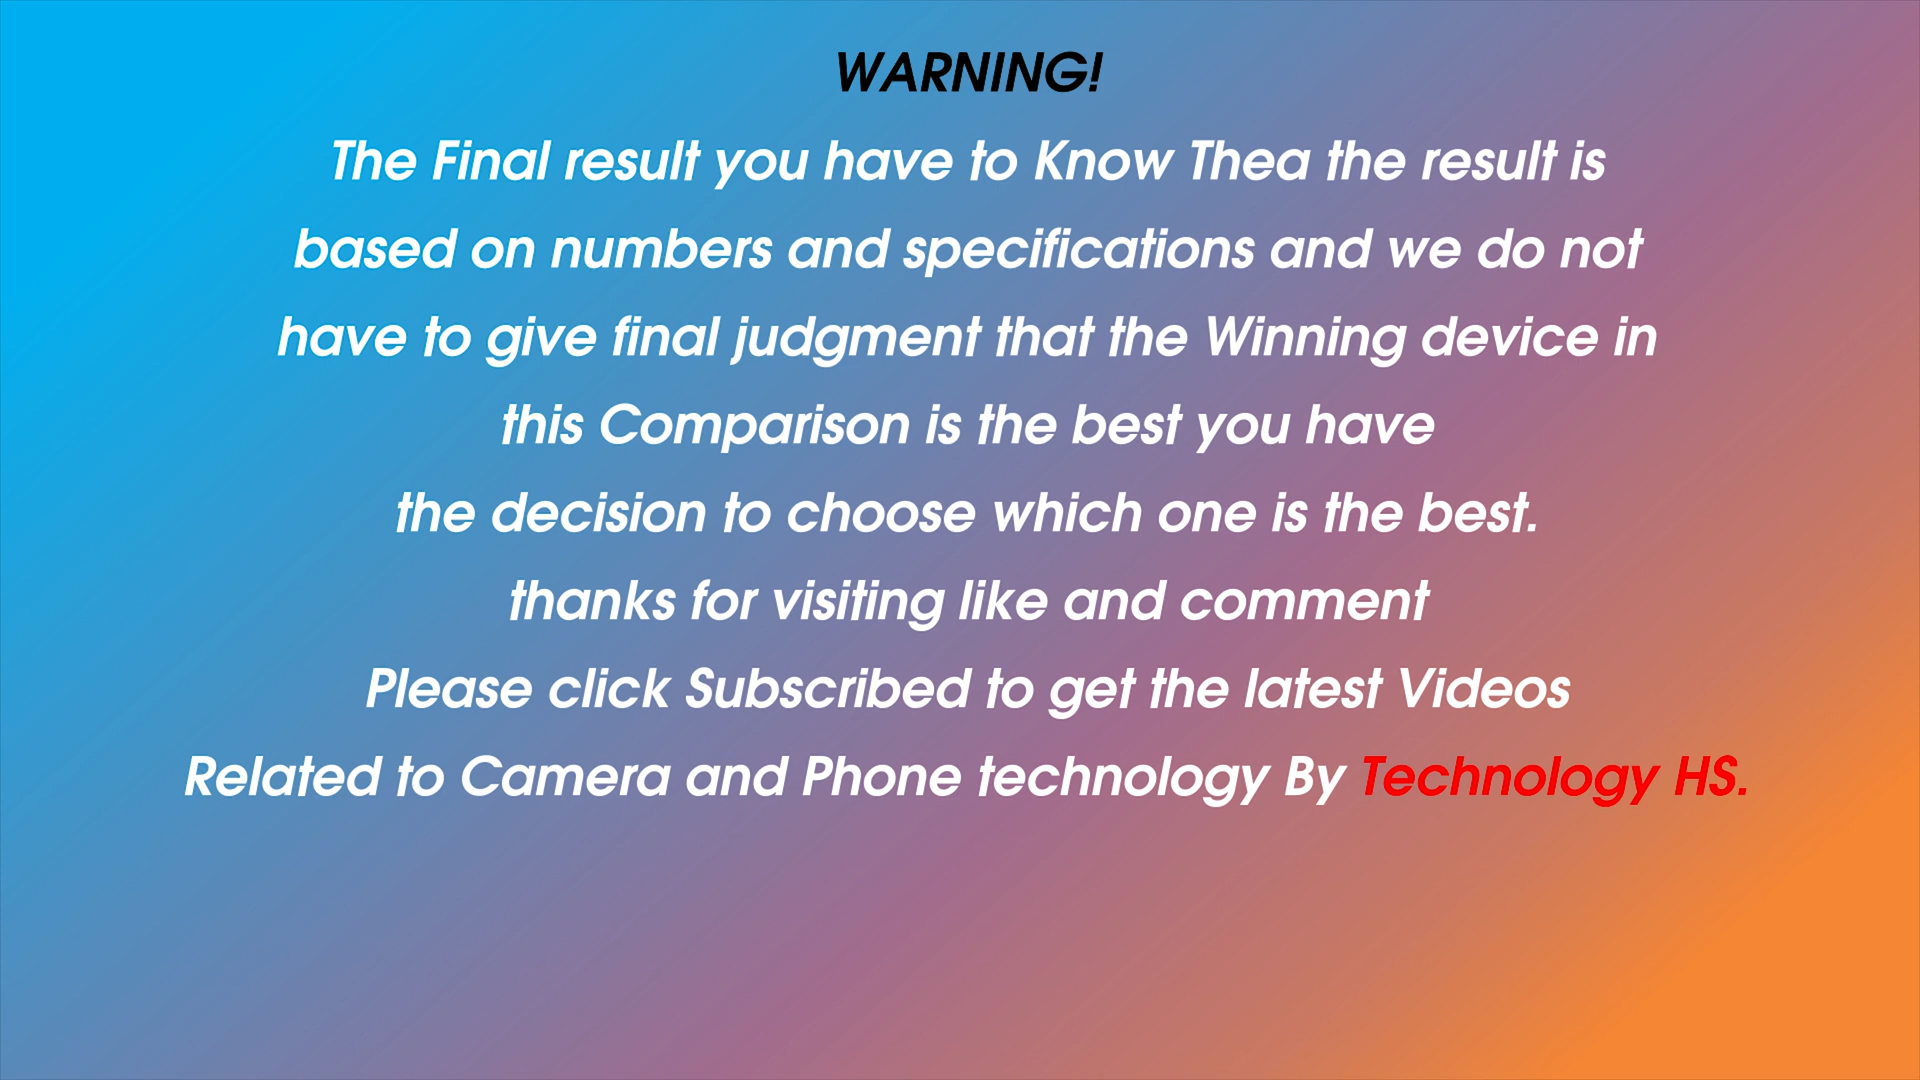 WARNING!
The Final result you have to Know Thea the result is
based on numbers and specifications and we do not
have to give final judgment that the Winning device in
this Comparison is the best you have
the decision to choose which one is the best.
thanks for visiting like and comment
Please click Subscribed to get the latest Videos
Related to Camera and Phone technology By Technology HS.